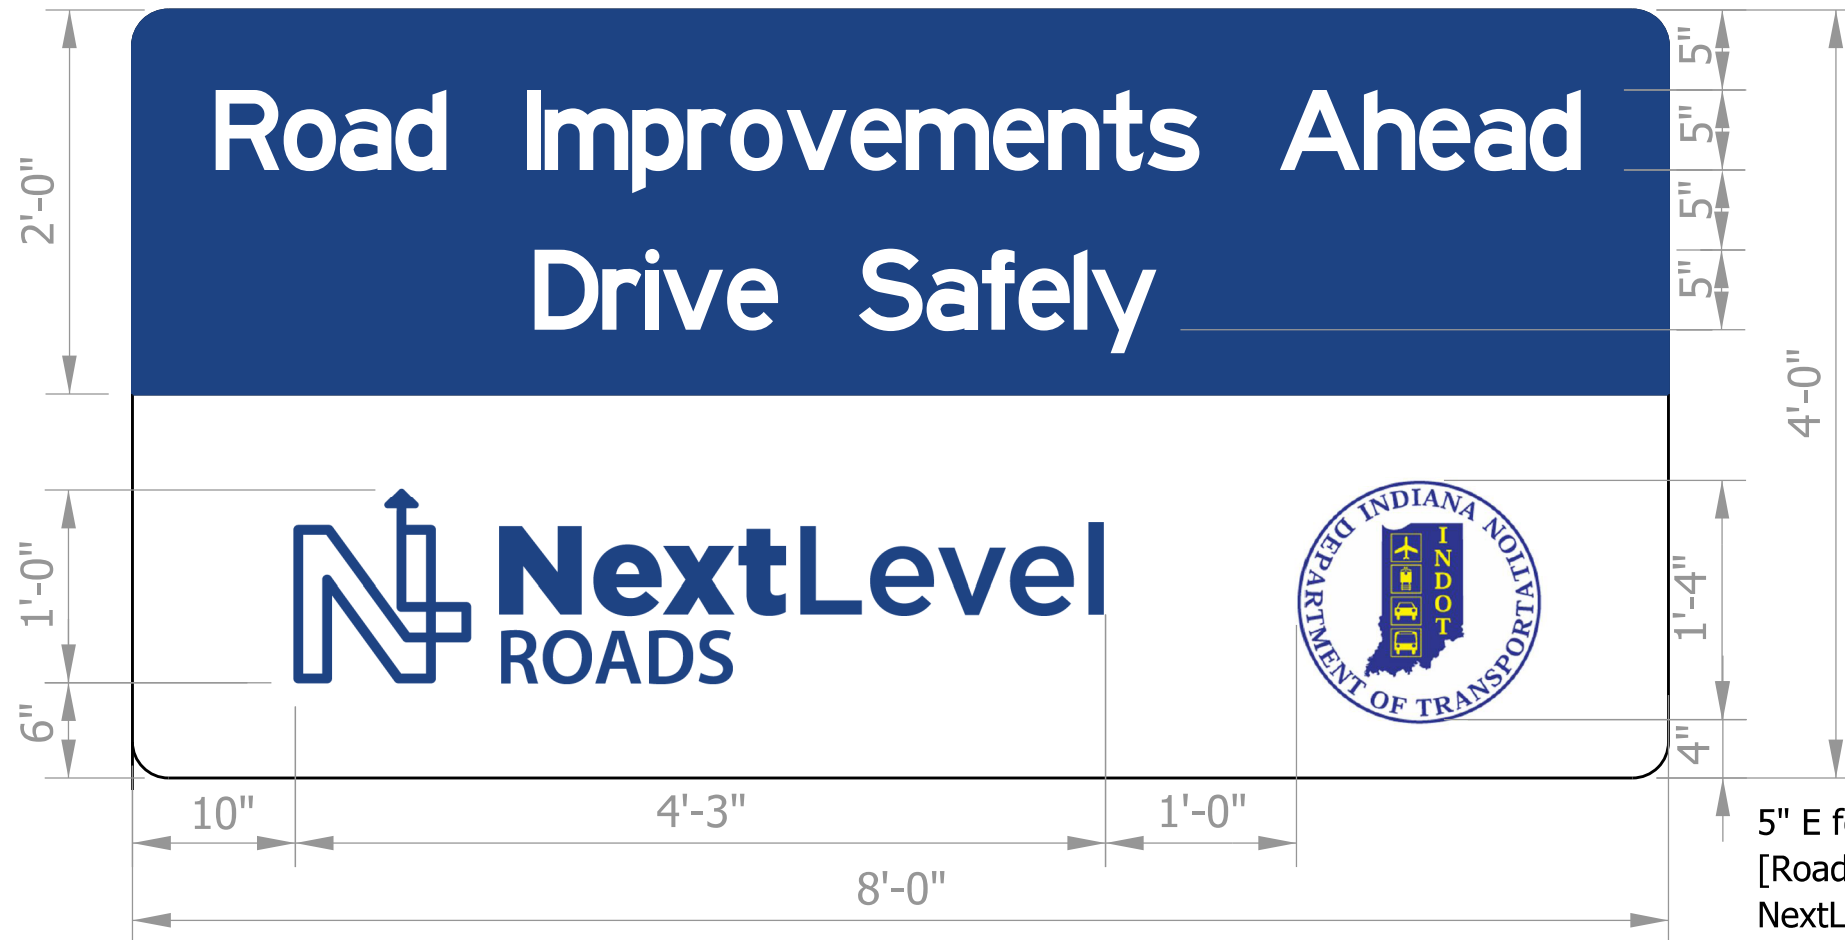 Road Improvements Ahead
Drive Safely
NextLevel
ROADS
INDIANA
DEPARTMENT OF TRANSPORTATION
INDOT
2'-0"
1'-0"
6"
5"
5"
5"
5"
4'-0"
1'-4"
4"
10"
4'-3"
1'-0"
8'-0"
5" E f
[Road
NextL